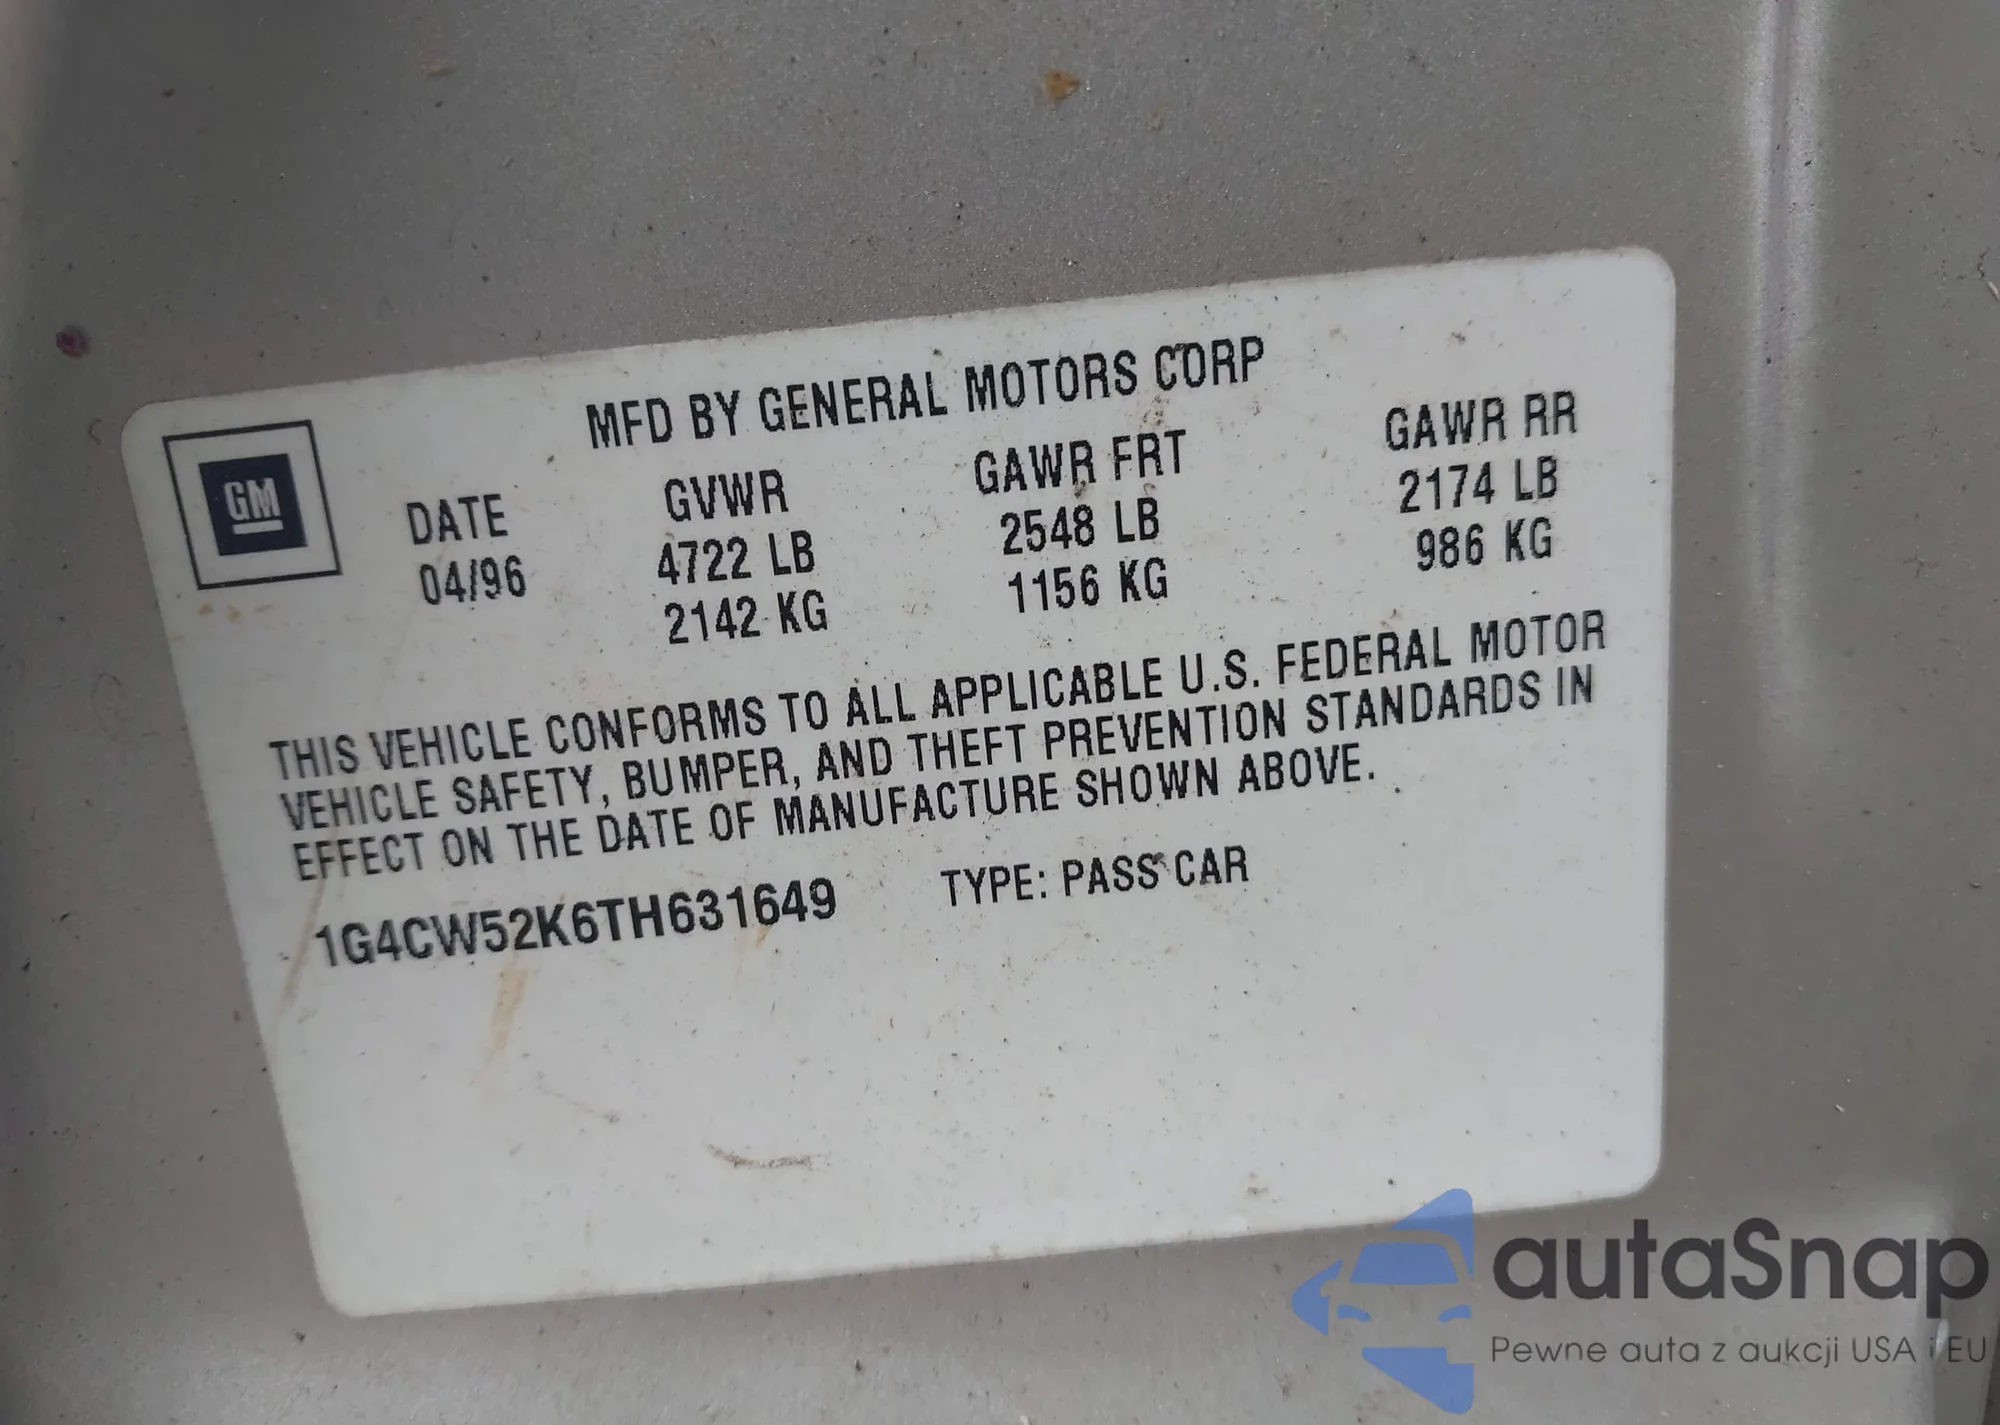 MFD BY GENERAL MOTORS CORP
GM
DATE GVWR GAWR FRT GAWR RR
04/96 4722 LB 2548 LB 2174 LB
2142 KG 1156 KG 986 KG
THIS VEHICLE CONFORMS TO ALL APPLICABLE U.S. FEDERAL MOTOR
VEHICLE SAFETY, BUMPER, AND THEFT PREVENTION STANDARDS IN
EFFECT ON THE DATE OF MANUFACTURE SHOWN ABOVE.
1G4CW52K6TH631649 TYPE: PASS CAR
autaSnap
Pewne auta z aukcji USA i EU